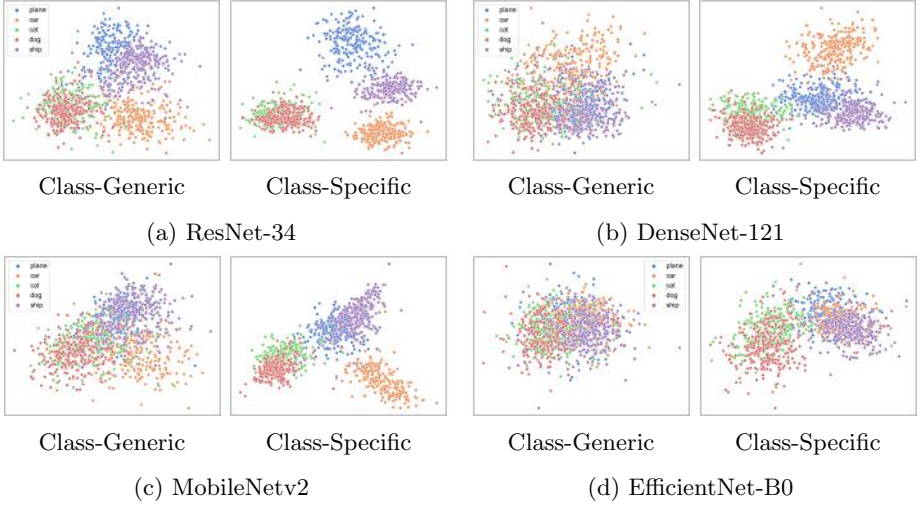 plane
car
cat
dog
ship
plane
car
cat
dog
ship
Class-Generic
Class-Specific
Class-Generic
Class-Specific
(a) ResNet-34
(b) DenseNet-121
plane
car
cat
dog
ship
plane
car
cat
dog
ship
Class-Generic
Class-Specific
Class-Generic
Class-Specific
(c) MobileNetv2
(d) EfficientNet-B0